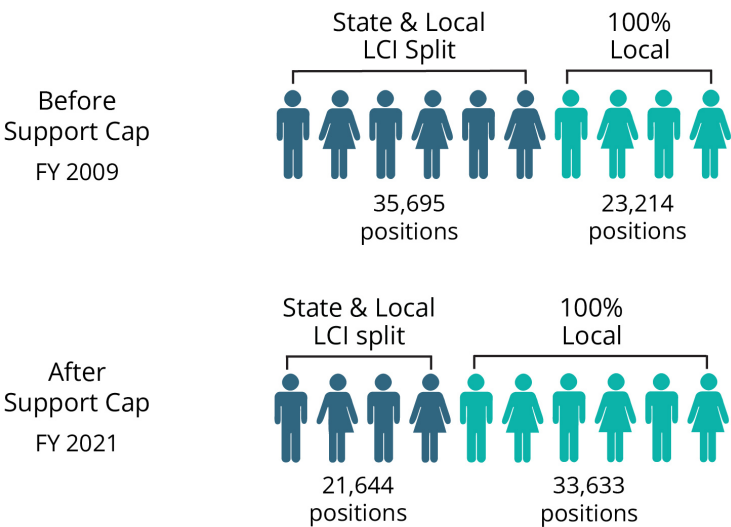 State & Local
LCI Split
100%
Local
Before
Support Cap
FY 2009
35,695
positions
23,214
positions
State & Local
LCI split
100%
Local
After
Support Cap
FY 2021
21,644
positions
33,633
positions